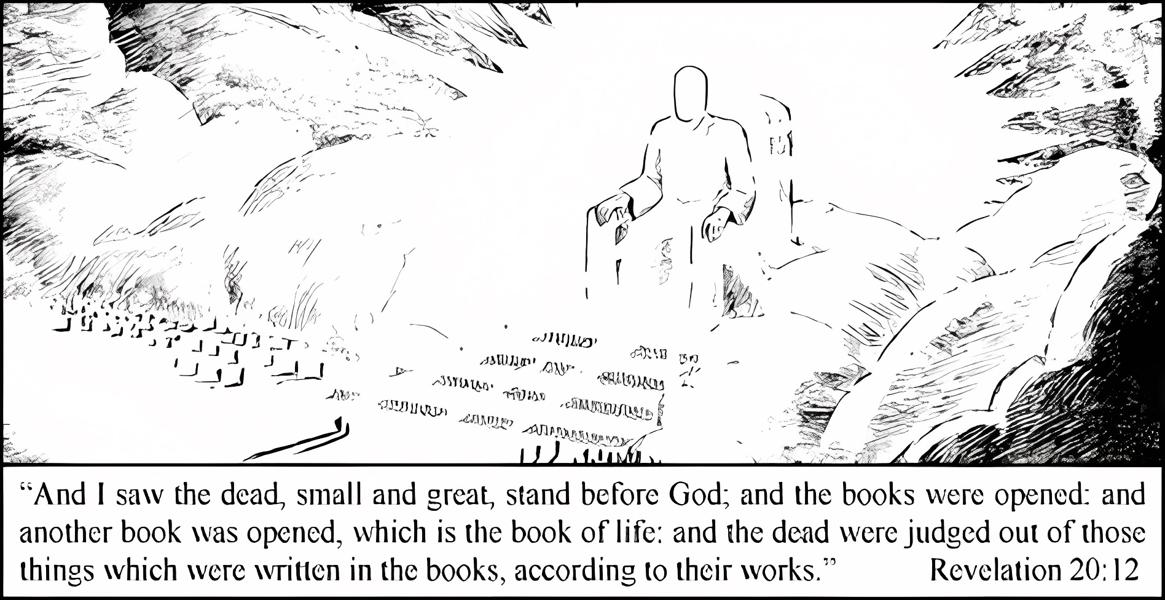 “And I saw the dead, small and great, stand before God; and the books were opened: and
another book was opened, which is the book of life: and the dead were judged out of those
things which were written in the books, according to their works.” Revelation 20:12